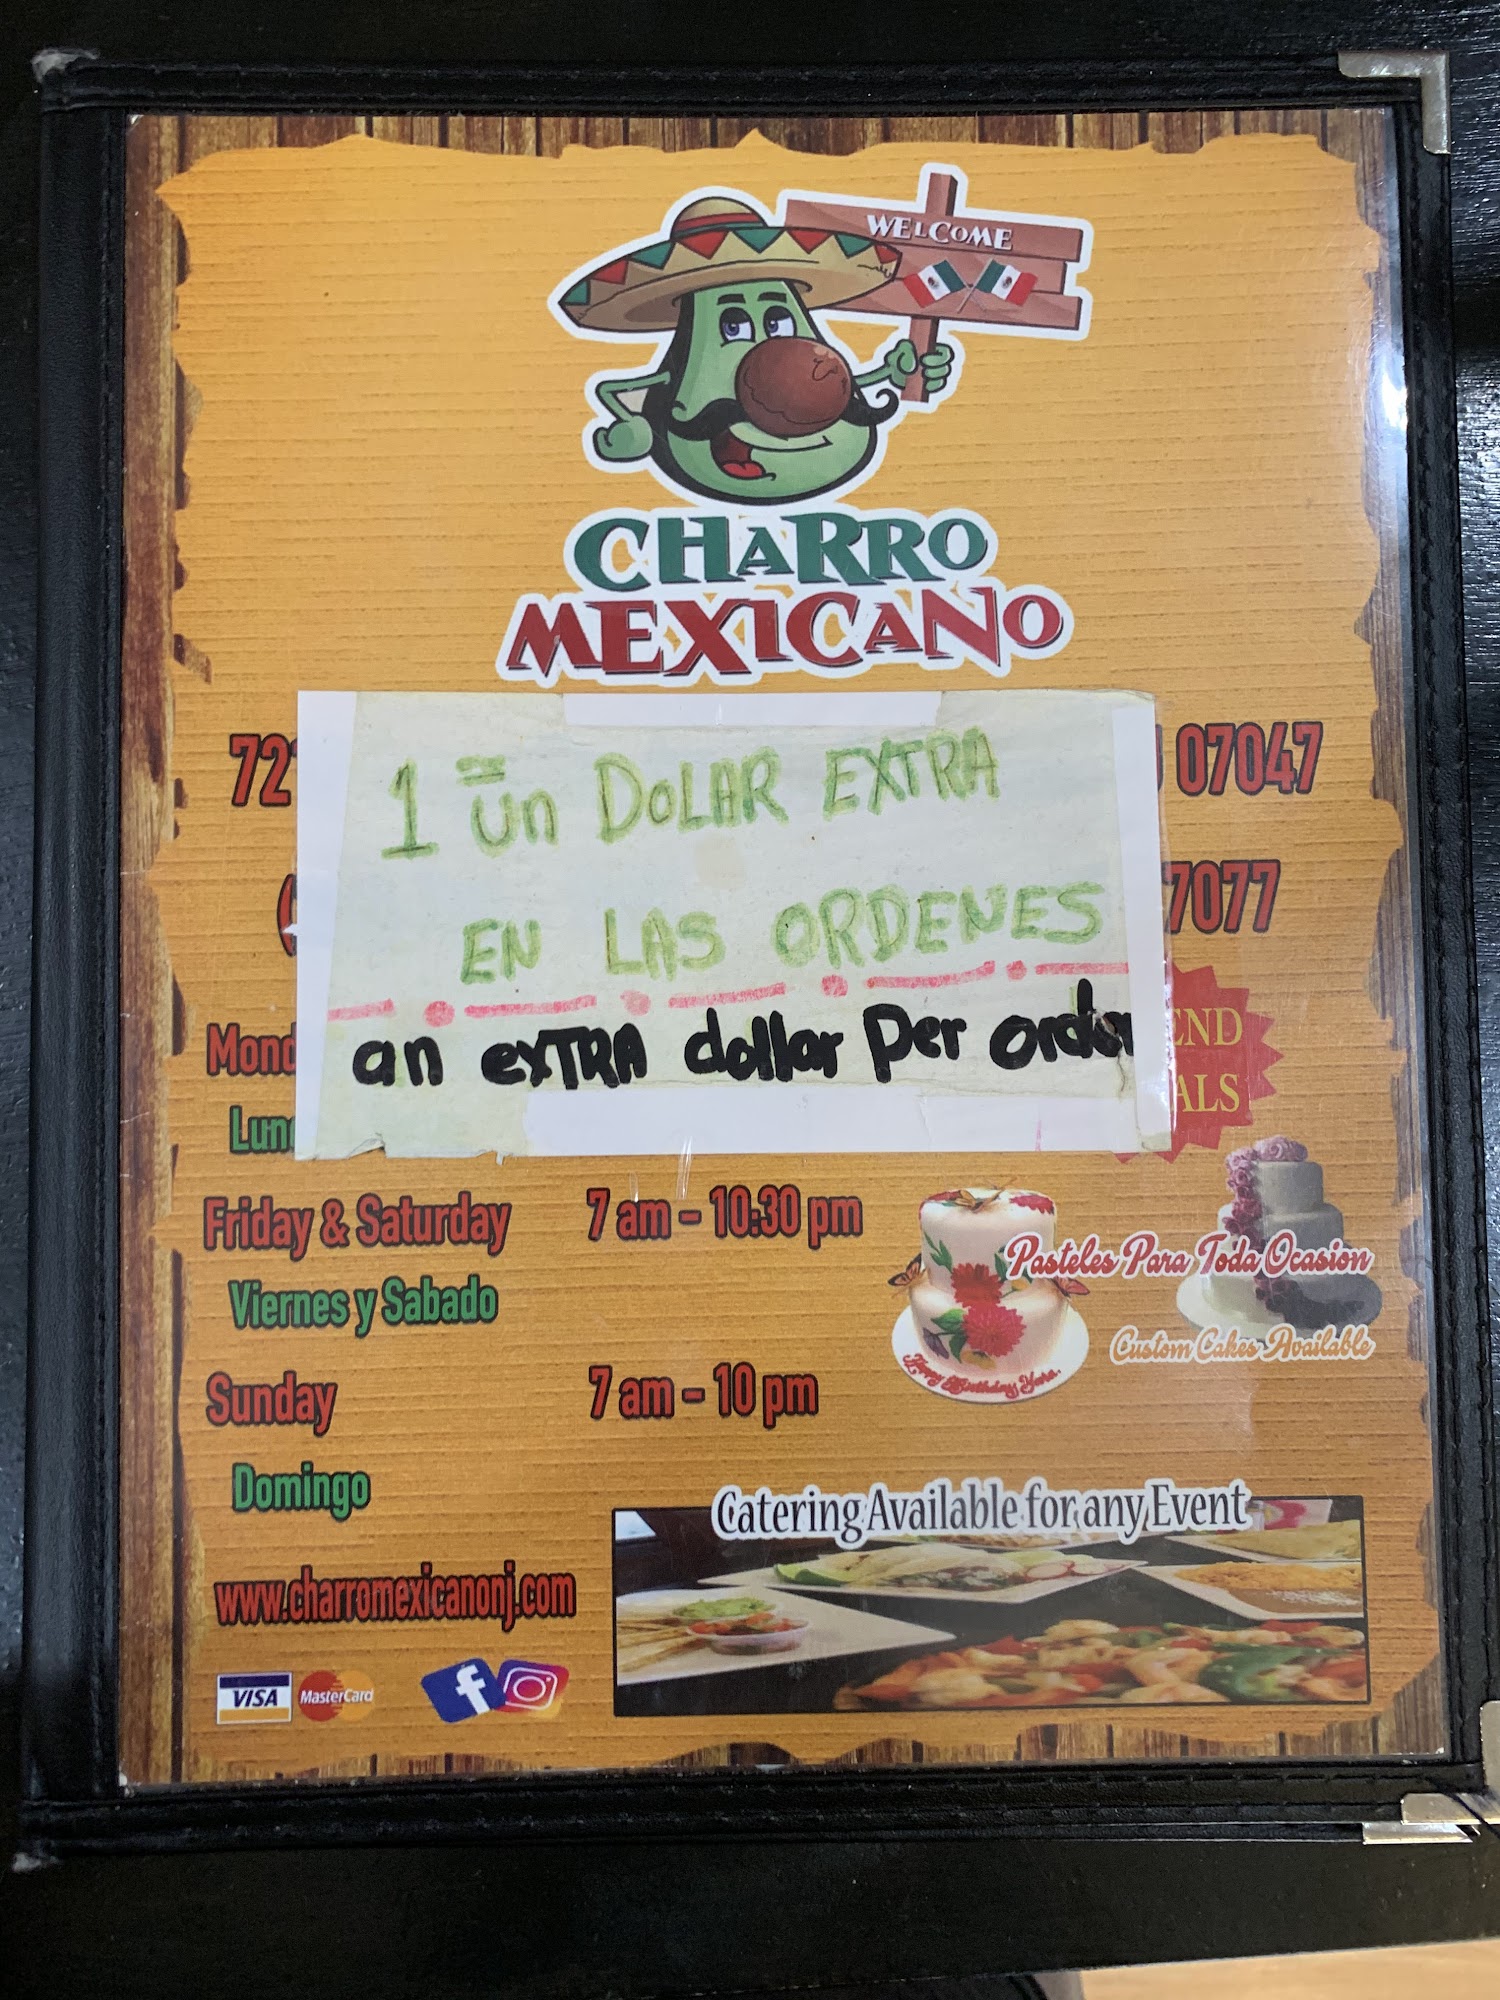 WELCOME
CHARRO
MEXICANO
07047
1 un DOLAR EXTRA
EN LAS ORDENES
an EXTRA dollar Per order
7077
Friday & Saturday 7 am - 10:30 pm
Viernes y Sabado
Pasteles Para Toda Ocasion
Custom Cakes Available
Happy Birthday
Sunday 7 am - 10 pm
Domingo
Catering Available for any Event
www.charromexicanonj.com
VISA MasterCard